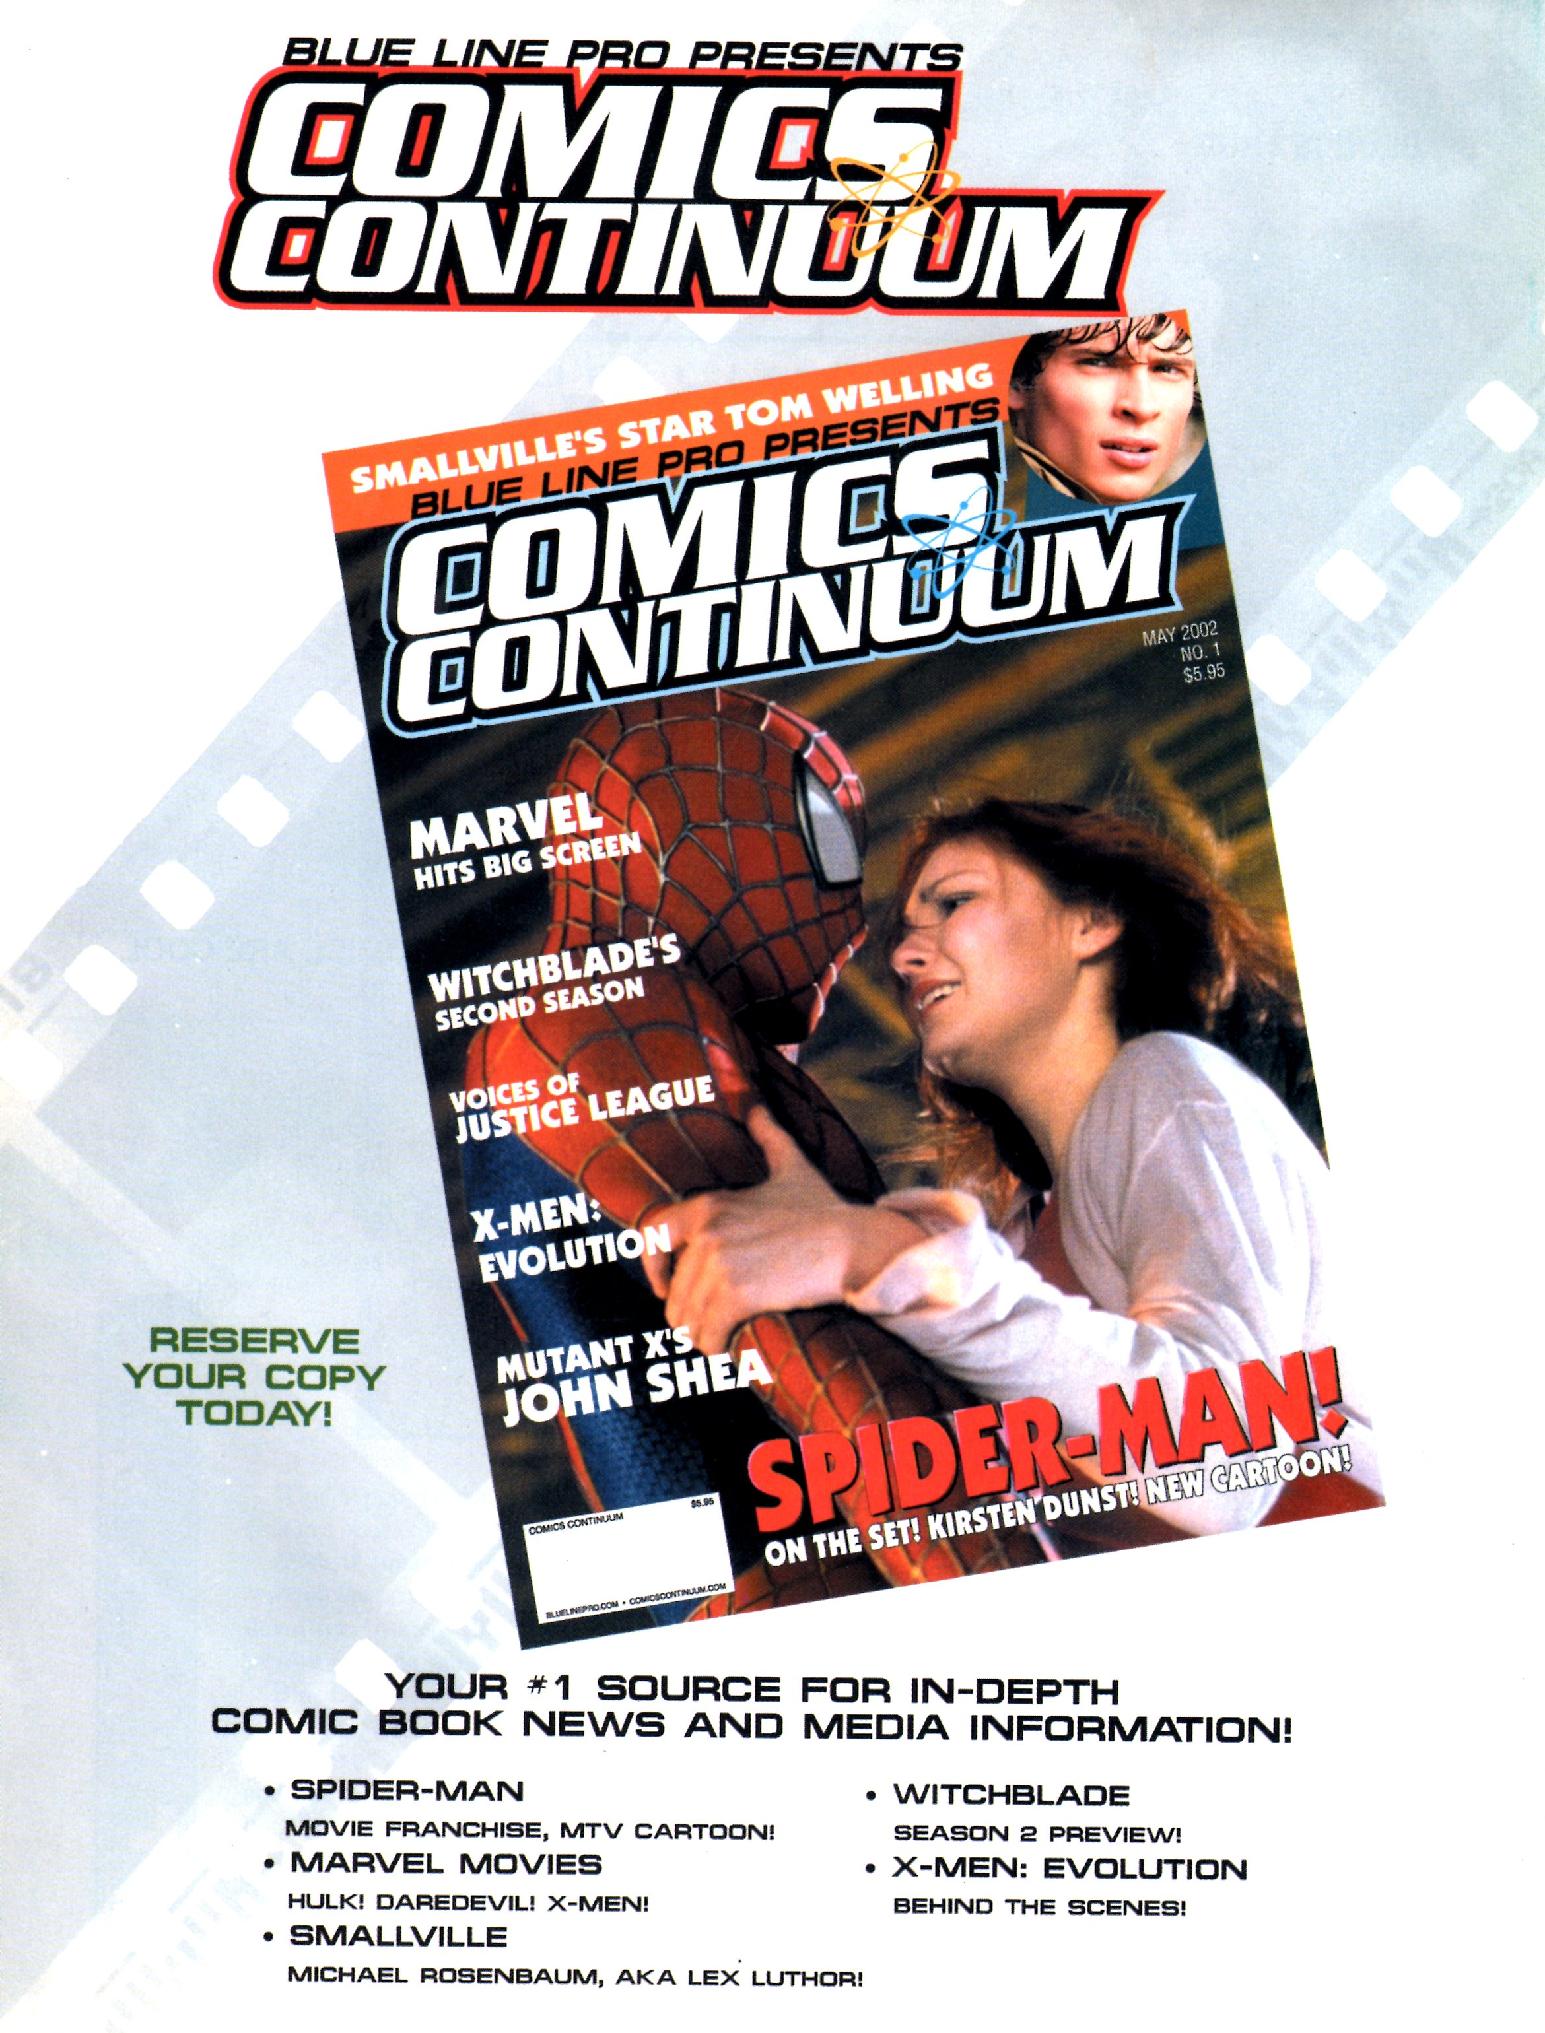 BLUE LINE PRO PRESENTS
COMICS
CONTINUUM
SMALLVILLE'S STAR TOM WELLING
BLUE LINE PRO PRESENTS
COMICS
CONTINUUM
MAY 2002
NO. 1
$5.95
MARVEL
HITS BIG SCREEN
WITCHBLADE'S
SECOND SEASON
VOICES OF
JUSTICE LEAGUE
X-MEN:
EVOLUTION
MUTANT X'S
JOHN SHEA
SPIDER-MAN!
ON THE SET! KIRSTEN DUNST! NEW CARTOON!
$5.95
COMICS CONTINUUM
BLUELINEPRO.COM • COMICSCONTINUUM.COM
RESERVE
YOUR COPY
TODAY!
YOUR #1 SOURCE FOR IN-DEPTH
COMIC BOOK NEWS AND MEDIA INFORMATION!
• SPIDER-MAN
MOVIE FRANCHISE, MTV CARTOON!
• MARVEL MOVIES
HULK! DAREDEVIL! X-MEN!
• SMALLVILLE
MICHAEL ROSENBAUM, AKA LEX LUTHOR!
• WITCHBLADE
SEASON 2 PREVIEW!
• X-MEN: EVOLUTION
BEHIND THE SCENES!